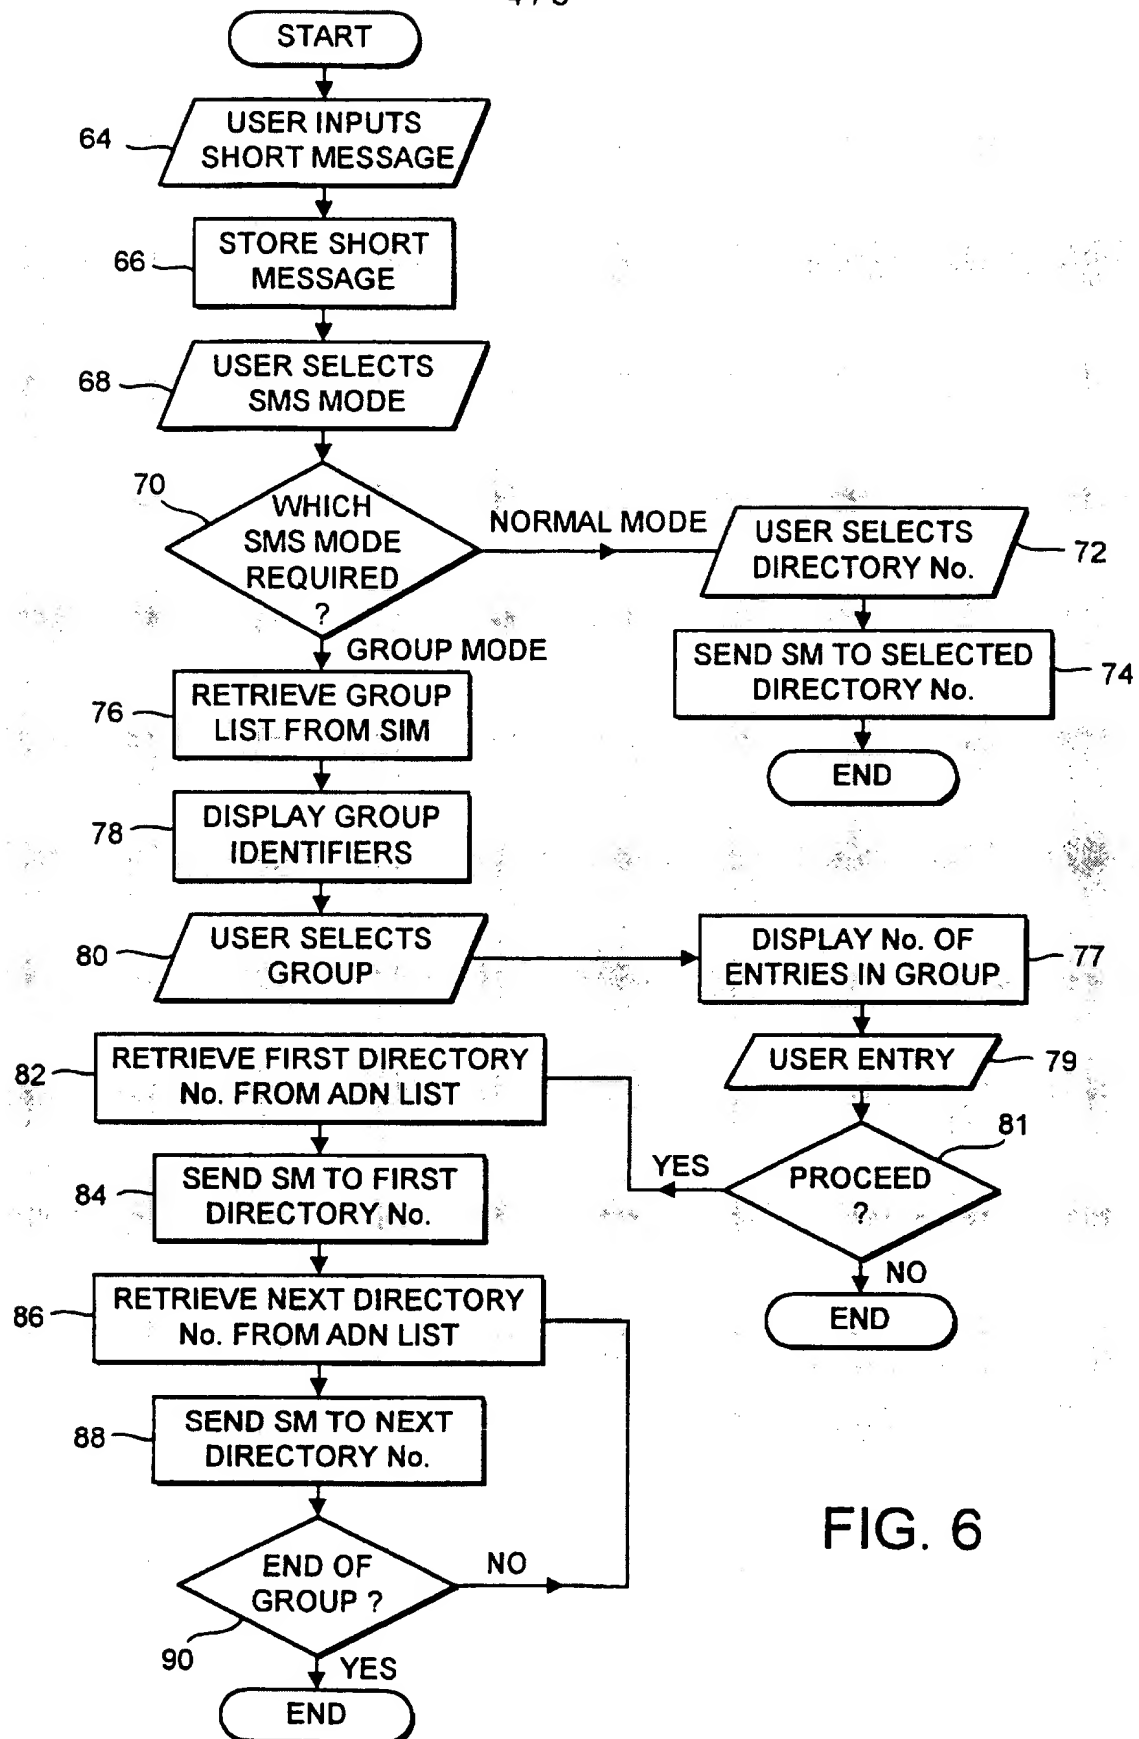 START
64
USER INPUTS
SHORT MESSAGE
66
STORE SHORT
MESSAGE
68
USER SELECTS
SMS MODE
70
WHICH
SMS MODE
REQUIRED
?
NORMAL MODE
USER SELECTS
DIRECTORY No.
72
SEND SM TO SELECTED
DIRECTORY No.
74
END
GROUP MODE
76
RETRIEVE GROUP
LIST FROM SIM
78
DISPLAY GROUP
IDENTIFIERS
80
USER SELECTS
GROUP
DISPLAY No. OF
ENTRIES IN GROUP
77
USER ENTRY
79
81
PROCEED
?
YES
NO
END
82
RETRIEVE FIRST DIRECTORY
No. FROM ADN LIST
84
SEND SM TO FIRST
DIRECTORY No.
86
RETRIEVE NEXT DIRECTORY
No. FROM ADN LIST
88
SEND SM TO NEXT
DIRECTORY No.
END OF
GROUP ?
NO
90
YES
END
FIG. 6